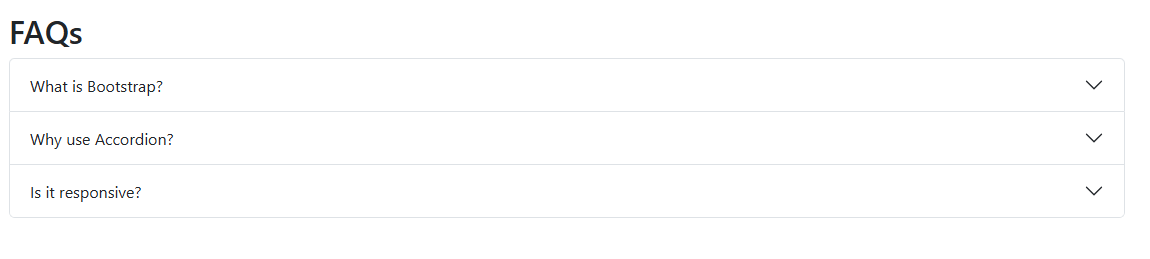 FAQs
What is Bootstrap?
Why use Accordion?
Is it responsive?